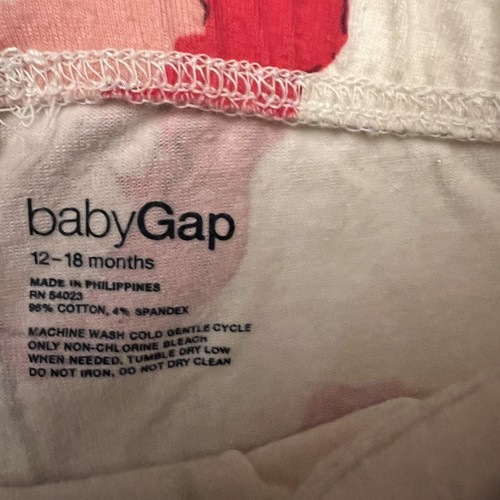 babyGap
12-18 months
MADE IN PHILIPPINES
RN 54023
96% COTTON, 4% SPANDEX
MACHINE WASH COLD GENTLE CYCLE
ONLY NON-CHLORINE BLEACH
WHEN NEEDED. TUMBLE DRY LOW
DO NOT IRON. DO NOT DRY CLEAN